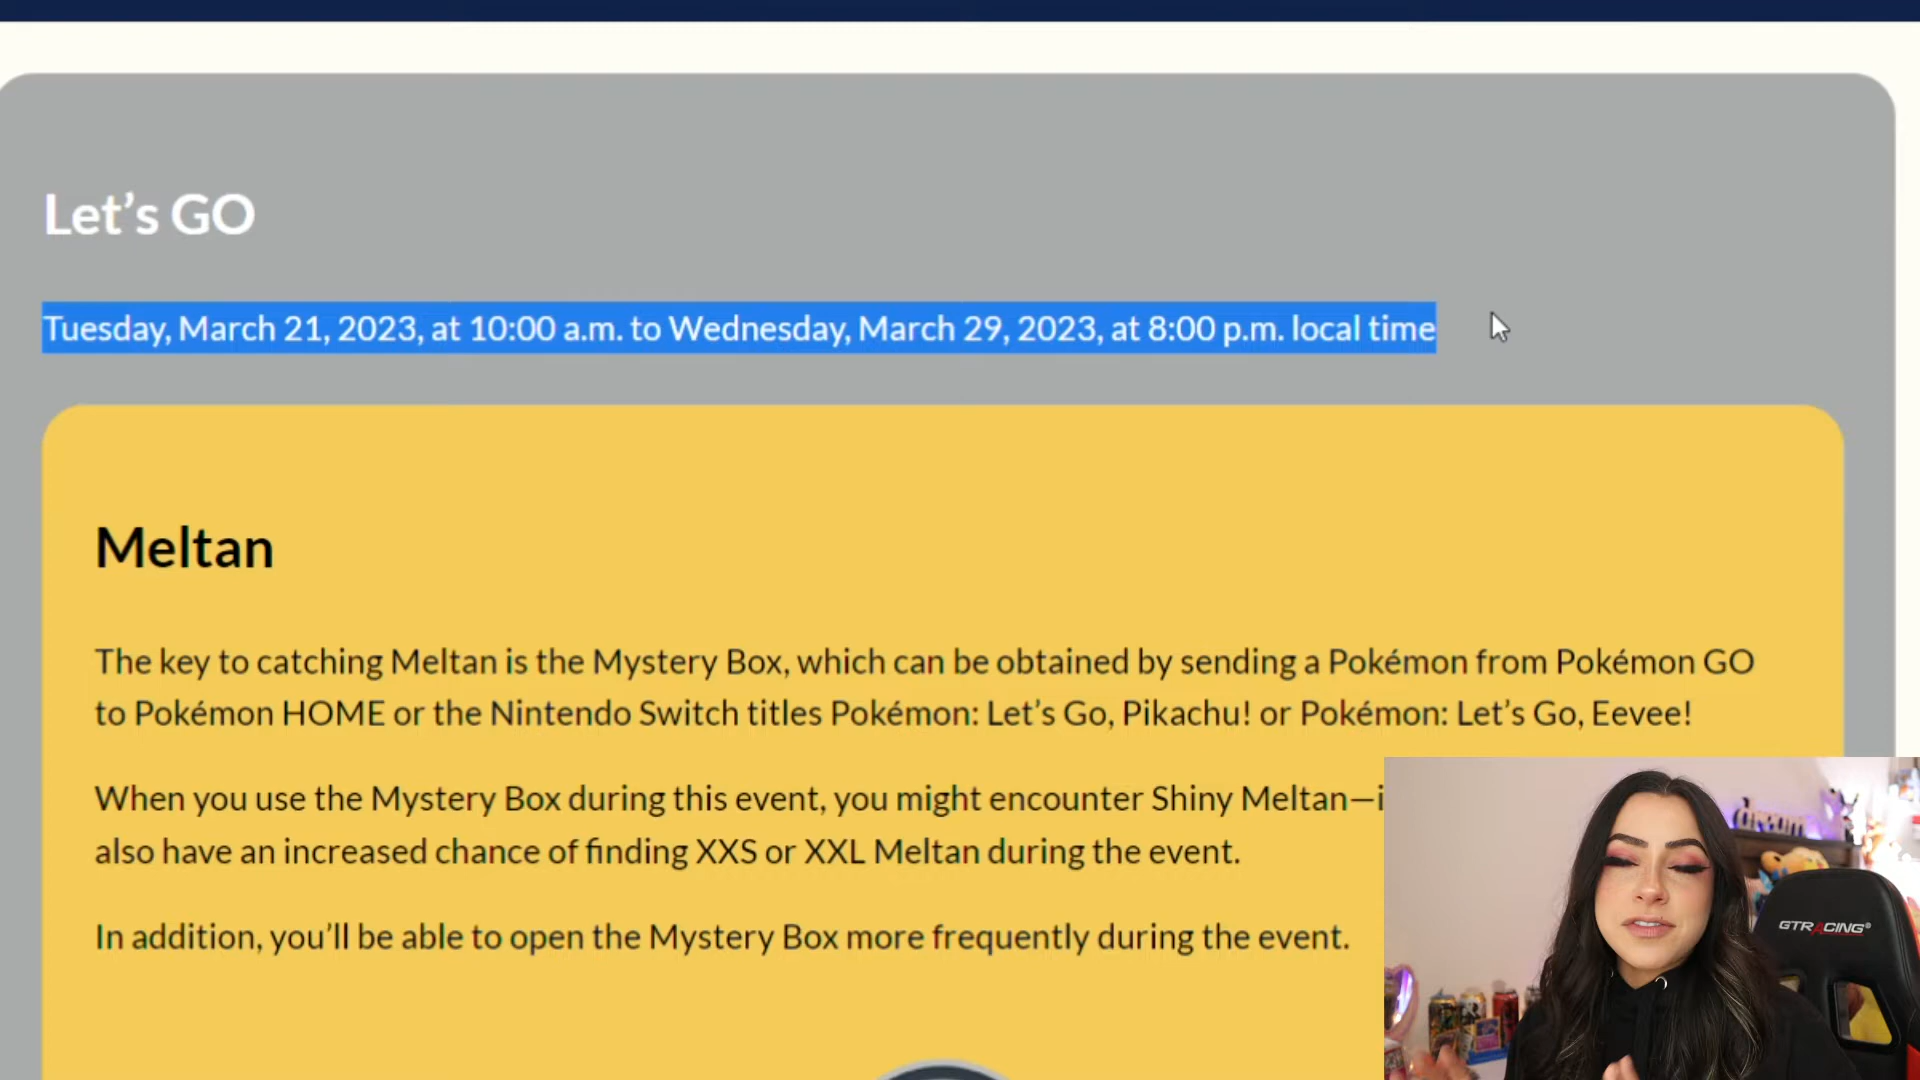 Let’s GO
Tuesday, March 21, 2023, at 10:00 a.m. to Wednesday, March 29, 2023, at 8:00 p.m. local time
Meltan
The key to catching Meltan is the Mystery Box, which can be obtained by sending a Pokémon from Pokémon GO
to Pokémon HOME or the Nintendo Switch titles Pokémon: Let’s Go, Pikachu! or Pokémon: Let’s Go, Eevee!
When you use the Mystery Box during this event, you might encounter Shiny Meltan—i
also have an increased chance of finding XXS or XXL Meltan during the event.
In addition, you’ll be able to open the Mystery Box more frequently during the event.
dream
GTRACING®